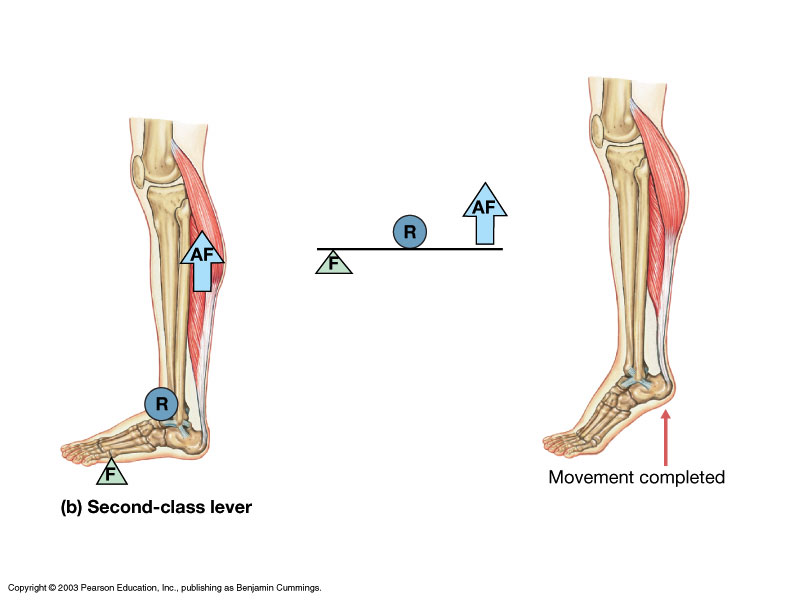 AF
R
F
(b) Second-class lever
AF
R
F
Movement completed
Copyright © 2003 Pearson Education, Inc., publishing as Benjamin Cummings.